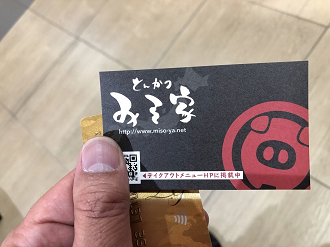 とんかつ
みそ家
http://www.miso-ya.net
◀テイクアウトメニューHPに掲載中